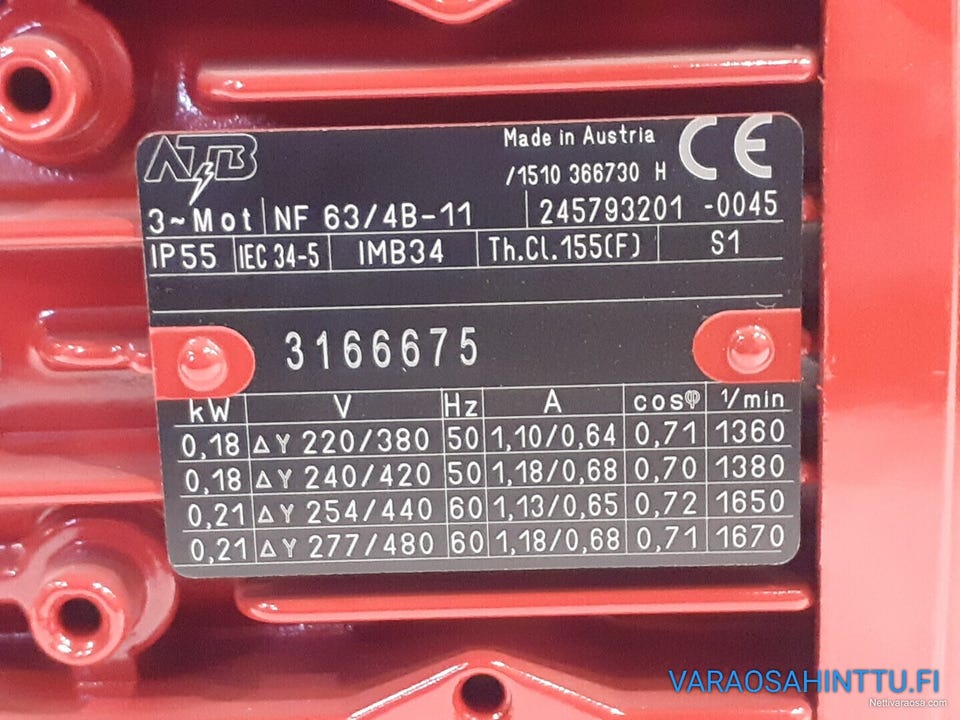 ATB
Made in Austria CE
/1510 366730 H
3~Mot NF 63/4B-11 245793201 -0045
IP55 IEC 34-5 IMB34 Th.Cl.155(F) S1
3166675
kW V Hz A cosφ 1/min
0,18 ΔY 220/380 50 1,10/0,64 0,71 1360
0,18 ΔY 240/420 50 1,18/0,68 0,70 1380
0,21 ΔY 254/440 60 1,13/0,65 0,72 1650
0,21 ΔY 277/480 60 1,18/0,68 0,71 1670
VARAOSAHINTTU.FI
Nettivaraosa.com